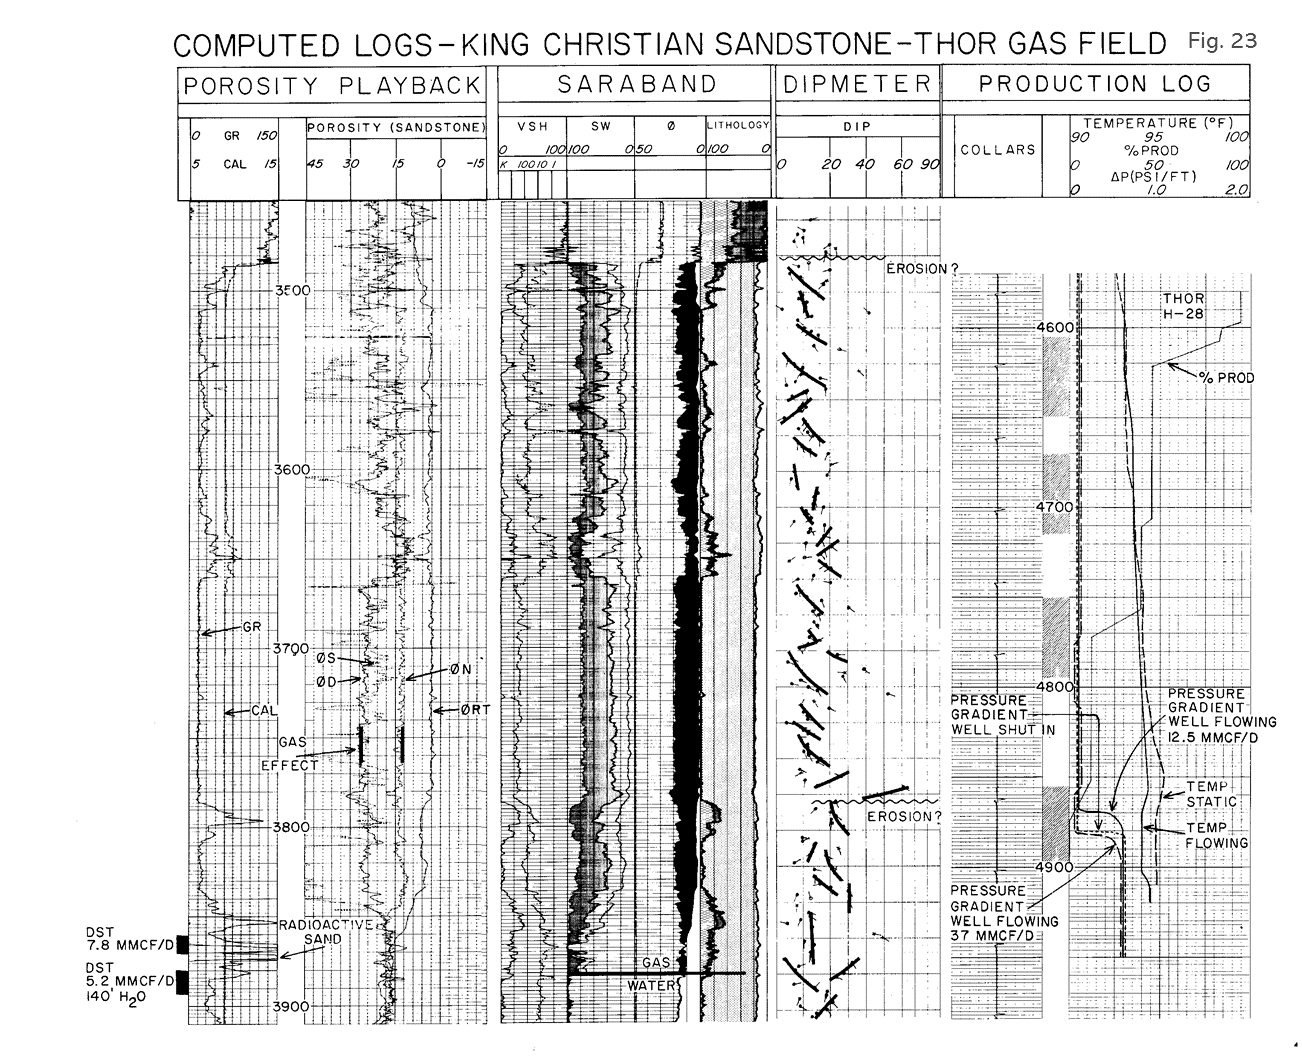 COMPUTED LOGS-KING CHRISTIAN SANDSTONE-THOR GAS FIELD Fig. 23
POROSITY PLAYBACK SARABAND DIPMETER PRODUCTION LOG
0 GR 150
5 CAL 15
POROSITY (SANDSTONE)
45 30 15 0 -15
VSH SW Ø LITHOLOGY
0 100 100 0 50 0 100 0
K 100 10 1
DIP
0 20 40 60 90
COLLARS
TEMPERATURE (°F)
90 95 100
% PROD
0 50 100
ΔP(PSI/FT)
0 1.0 2.0
3500
3600
3700
3800
3900
GR
CAL
ØS
ØD
ØN
ØRT
GAS
EFFECT
RADIOACTIVE
SAND
DST
7.8 MMCF/D
DST
5.2 MMCF/D
140' H2O
GAS
WATER
EROSION?
EROSION?
4600
4700
4800
4900
THOR
H-28
% PROD
PRESSURE
GRADIENT
WELL SHUT IN
PRESSURE
GRADIENT
WELL FLOWING
12.5 MMCF/D
TEMP
STATIC
TEMP
FLOWING
PRESSURE
GRADIENT
WELL FLOWING
37 MMCF/D